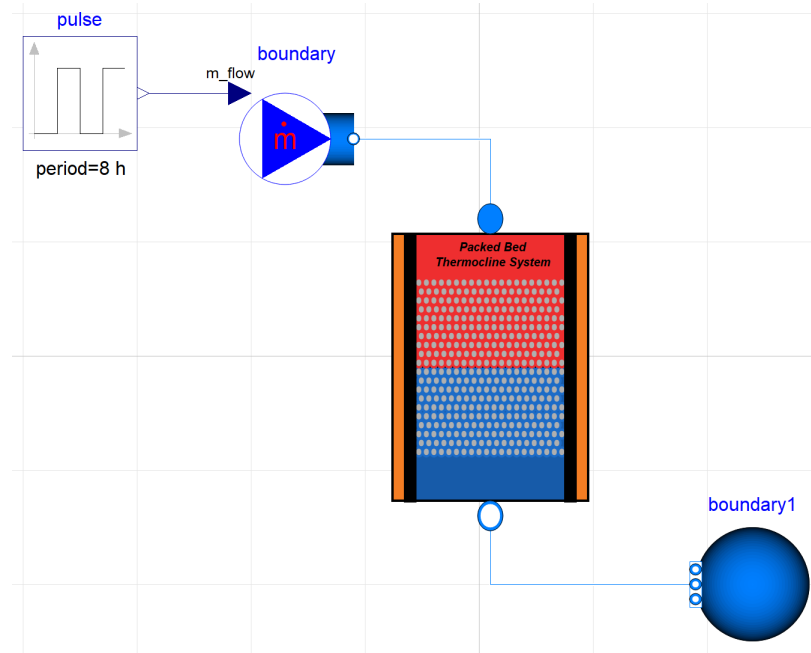 pulse
boundary
m_flow
ṁ
period=8 h
Packed Bed
Thermocline System
boundary1